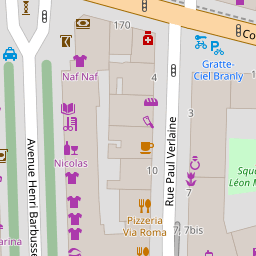 170
Co
Gratte-
Ciel Branly
Naf Naf
4
Rue Paul Verlaine
Avenue Henri Barbusse
Nicolas
10
Squ
Léon M
7
7bis
7
Pizzeria
Via Roma
arina